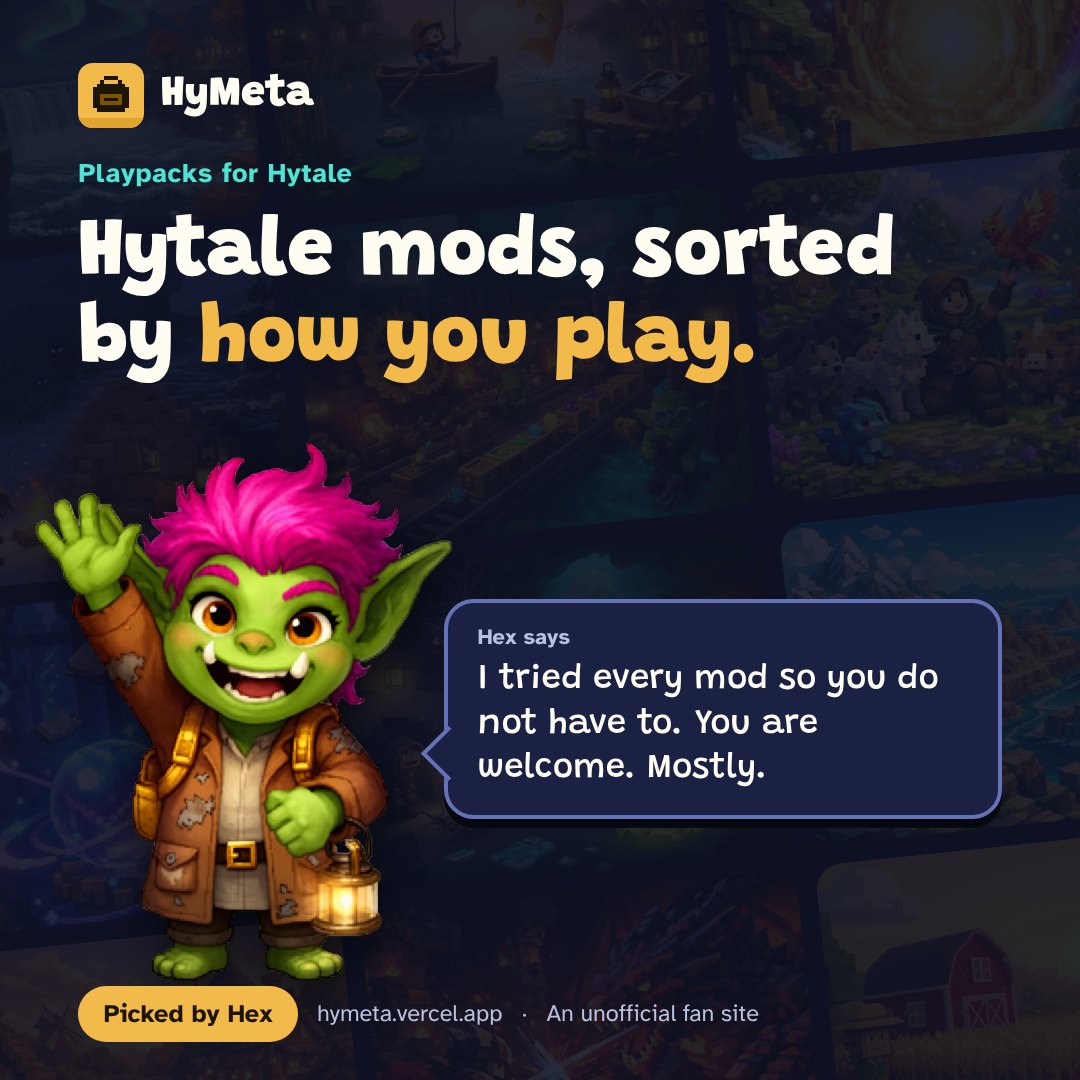 HyMeta
Playpacks for Hytale
Hytale mods, sorted
by how you play.
Hex says
I tried every mod so you do
not have to. You are
welcome. Mostly.
Picked by Hex
hymeta.vercel.app · An unofficial fan site